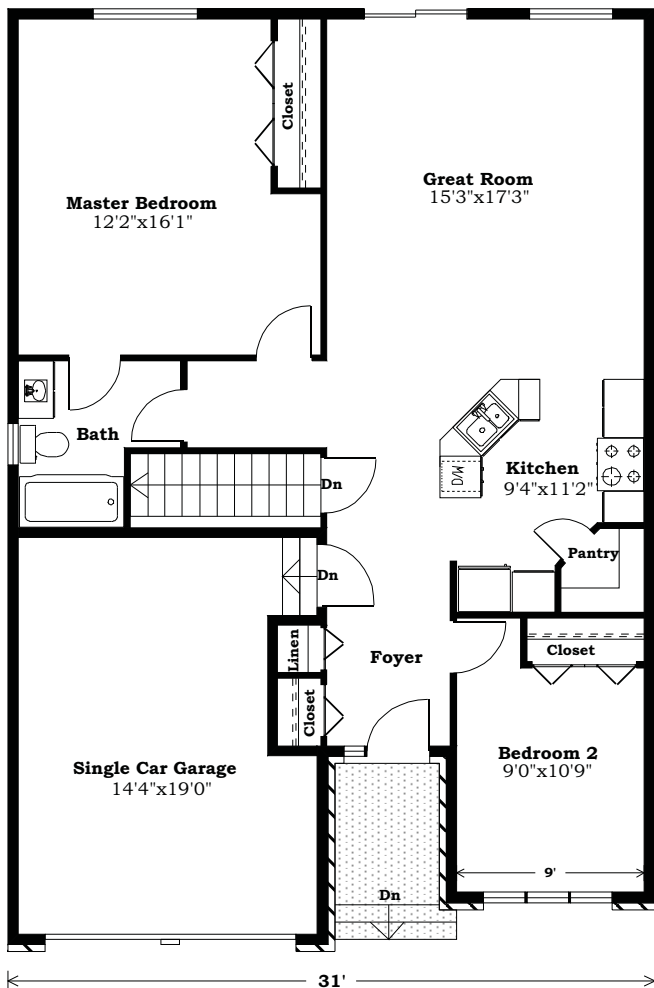 Closet
Great Room
15'3"x17'3"
Master Bedroom
12'2"x16'1"
Bath
Dn
D/W
Kitchen
9'4"x11'2"
Pantry
Dn
Linen
Foyer
Closet
Closet
Single Car Garage
14'4"x19'0"
Bedroom 2
9'0"x10'9"
9'
Dn
31'